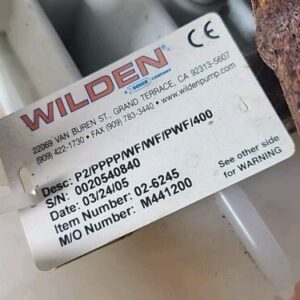 WILDEN
A DOVER COMPANY
CE
22069 VAN BUREN ST., GRAND TERRACE, CA 92313-5607
(909) 422-1730 • FAX (909) 783-3440 • www.wildenpump.com
Desc: P2/PPPP/WF/WF/PWF/400
S/N: 0020540840
Date: 03/24/05
Item Number: 02-6245
M/O Number: M441200
See other side
for WARNING